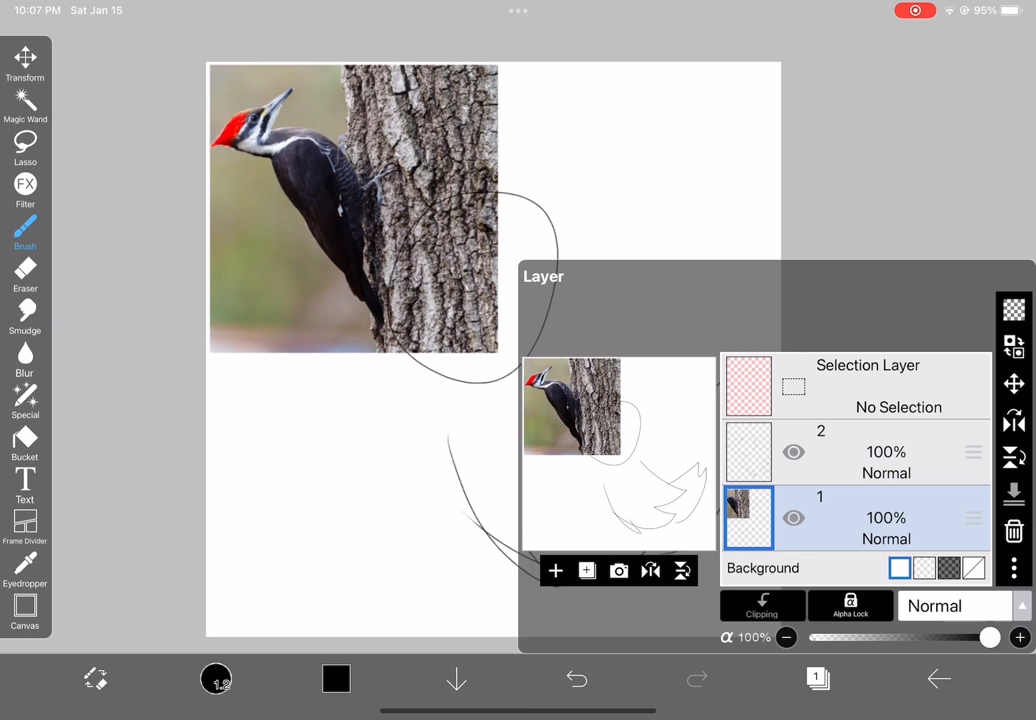 10:07 PM Sat Jan 15
95%
Transform
Magic Wand
Lasso
FX
Filter
Brush
Eraser
Smudge
Blur
Special
Bucket
T
Text
Frame Divider
Eyedropper
Canvas
Layer
Selection Layer
No Selection
2
100%
Normal
1
100%
Normal
Background
Clipping
α
Alpha Lock
Normal
α 100%
1.2
1